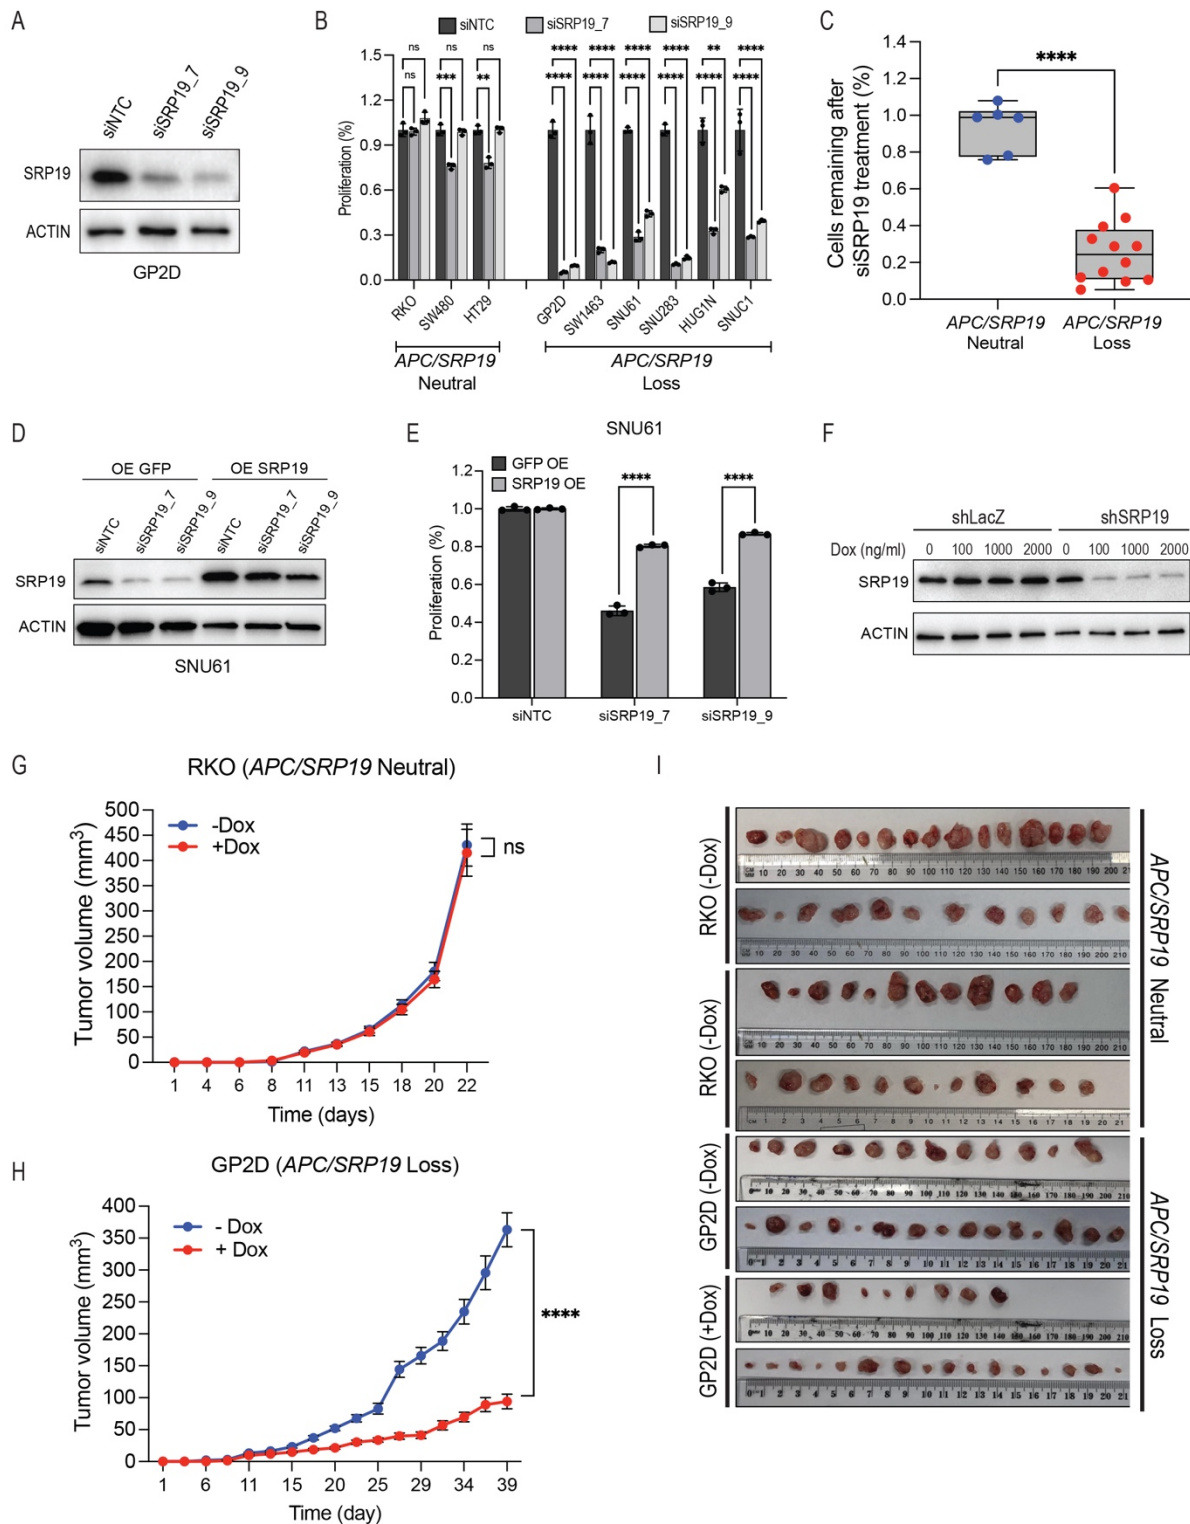 A
siNTC
siSRP19_7
siSRP19_9
SRP19
ACTIN
GP2D
B
siNTC siSRP19_7 siSRP19_9
Proliferation (%)
1.5
1.2
0.9
0.6
0.3
0.0
ns ns
ns ***
ns **
**** ****
**** ****
**** ****
**** ****
** ****
**** ****
RKO SW480 HT29 GP2D SW1463 SNU61 SNU283 HUG1N SNUC1
APC/SRP19 Neutral
APC/SRP19 Loss
C
Cells remaining after
siSRP19 treatment (%)
1.4
1.2
1.0
0.8
0.6
0.4
0.2
0.0
****
APC/SRP19 Neutral
APC/SRP19 Loss
D
OE GFP OE SRP19
siNTC siSRP19_7 siSRP19_9 siNTC siSRP19_7 siSRP19_9
SRP19
ACTIN
SNU61
E
SNU61
GFP OE
SRP19 OE
Proliferation (%)
1.2
1.0
0.8
0.6
0.4
0.2
0.0
**** ****
siNTC siSRP19_7 siSRP19_9
F
shLacZ shSRP19
Dox (ng/ml) 0 100 1000 2000 0 100 1000 2000
SRP19
ACTIN
G
RKO (APC/SRP19 Neutral)
-Dox
+Dox
ns
Tumor volume (mm³)
500
450
400
350
300
250
200
150
100
50
0
1 4 6 8 11 13 15 18 20 22
Time (days)
H
GP2D (APC/SRP19 Loss)
- Dox
+ Dox
****
Tumor volume (mm³)
400
350
300
250
200
150
100
50
0
1 6 11 15 20 25 29 34 39
Time (day)
I
RKO (-Dox)
RKO (-Dox)
GP2D (-Dox)
GP2D (+Dox)
APC/SRP19 Neutral
APC/SRP19 Loss